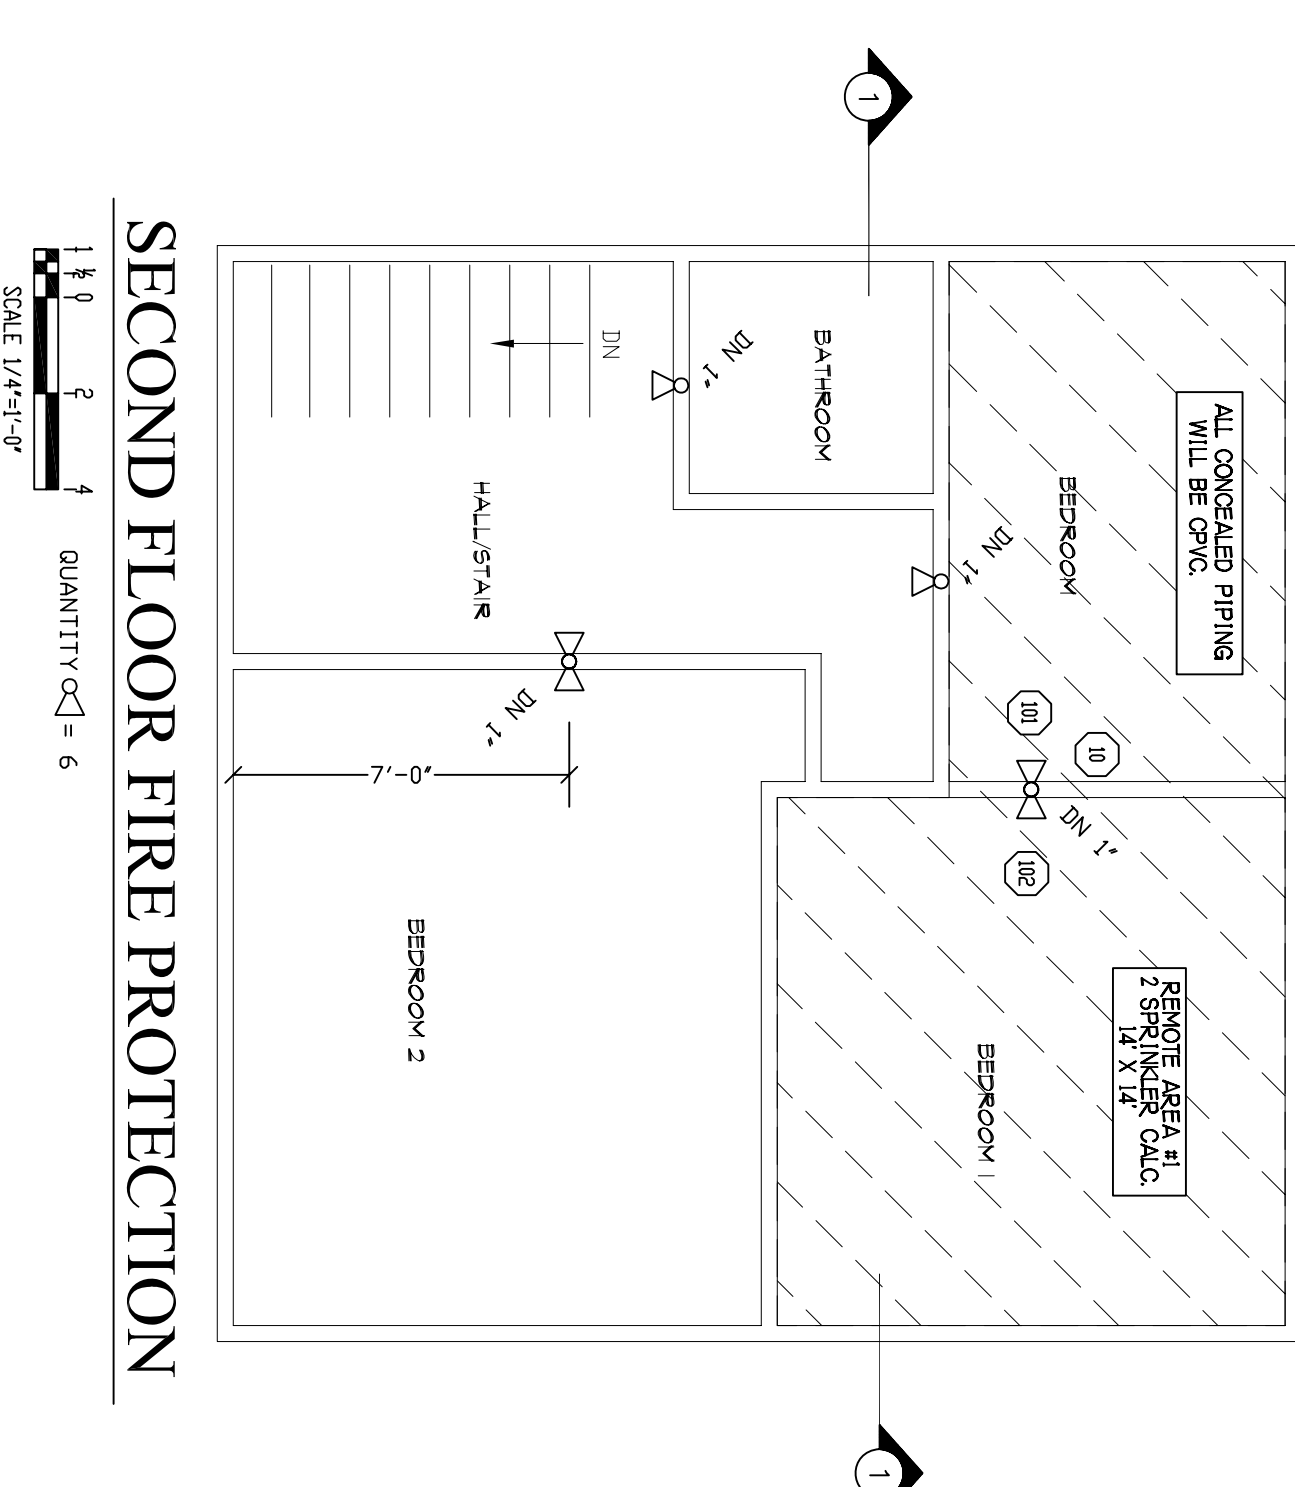 1
ALL CONCEALED PIPING
WILL BE CPVC.
BEDROOM
DN 1"
101
10
DN 1"
102
REMOTE AREA #1
2 SPRINKLER CALC.
14' X 14'
BEDROOM 1
BATHROOM
DN 1"
DN
HALL/STAIR
DN 1"
7'-0"
BEDROOM 2
1
SECOND FLOOR FIRE PROTECTION
1 ½ 0 2 4
SCALE 1/4"=1'-0"
QUANTITY = 6